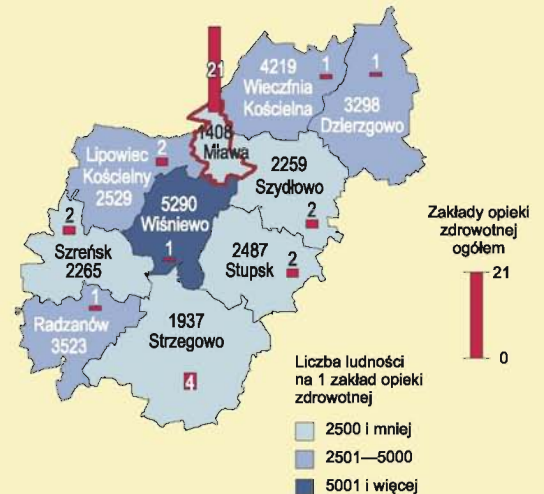 21
4219
Wieczfnia
Kościelna
1
1
3298
Dzlerzgowo
1408
Mława
2
Lipowiec
Kościelny
2529
2259
Szydłowo
2
5290
Wiśniewo
1
2
Szreńsk
2265
2487
Stupsk
2
1
Radzanów
3523
1937
Strzegowo
4
Zakłady opieki
zdrowotnej
ogółem
21
0
Liczba ludności
na 1 zakład opieki
zdrowotnej
2500 i mniej
2501—5000
5001 i więcej